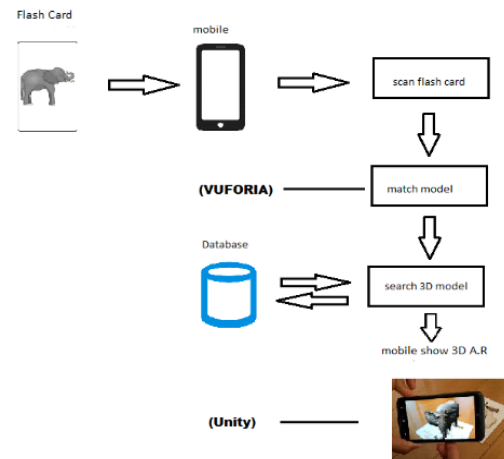 Flash Card
mobile
scan flash card
(VUFORIA)
match model
Database
search 3D model
mobile show 3D A.R
(Unity)